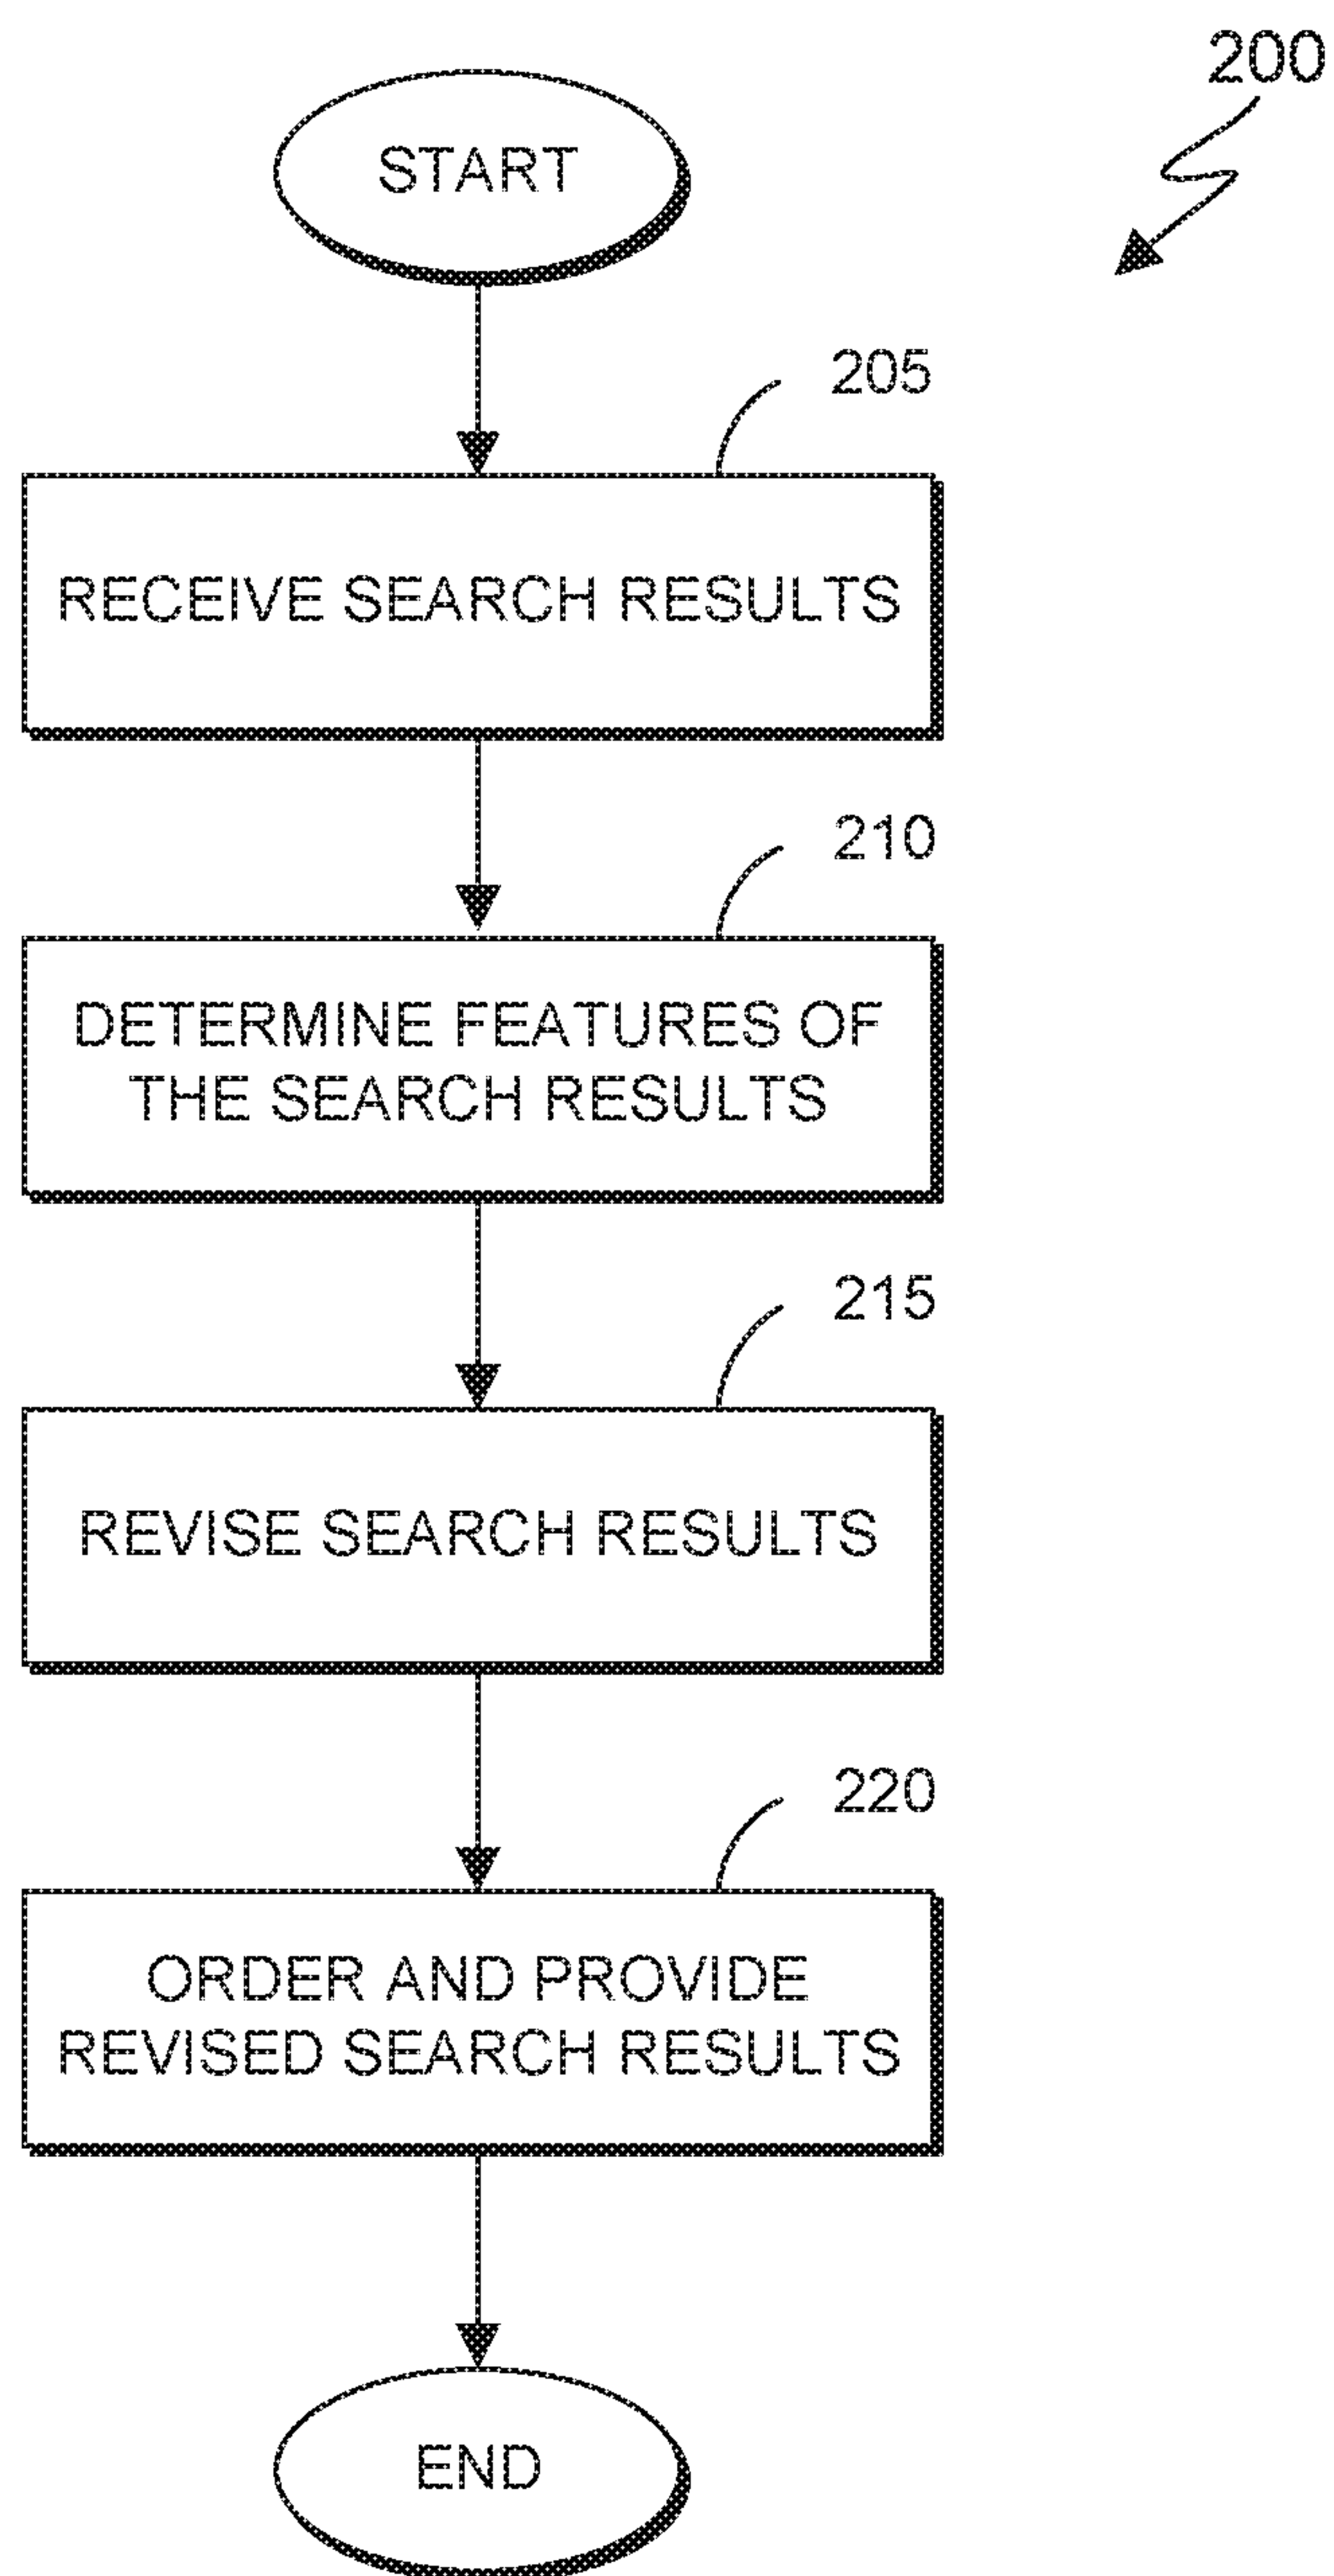 200
START
205
RECEIVE SEARCH RESULTS
210
DETERMINE FEATURES OF
THE SEARCH RESULTS
215
REVISE SEARCH RESULTS
220
ORDER AND PROVIDE
REVISED SEARCH RESULTS
END